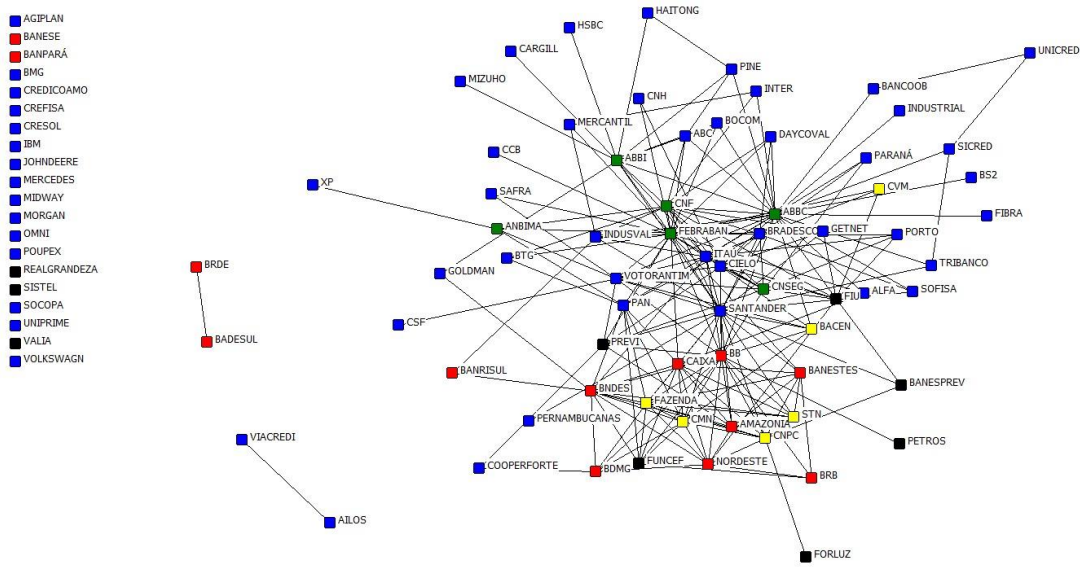 AGIPLAN
BANESE
BANPARÁ
BMG
CREDICOAMO
CREFISA
CRESOL
IBM
JOHNDEERE
MERCEDES
MIDWAY
MORGAN
OMNI
POUPEX
REALGRANDEZA
SISTEL
SOCOPA
UNIPRIME
VALIA
VOLKSWAGN
HAITONG
HSBC
CARGILL
UNICRED
PINE
MIZUHO
BANCOOB
INTER
CNH
INDUSTRIAL
MERCANTIL
BOCOM
ABC
DAYCOVAL
SICRED
CCB
ABBI
PARANÁ
BS2
XP
SAFRA
CVM
CNF
ABBC
FIBRA
ANBIMA
INDUSVAL
FEBRABAN
BRADESCO
GETNET
PORTO
BTG
ITAU
CIELO
TRIBANCO
BRDE
GOLDMAN
VOTORANTIM
CNSEG
ALFA
SOFISA
FIU
PAN
SANTANDER
CSF
BACEN
BADESUL
PREVI
BB
CAIXA
BANRISUL
BANESTES
BNDES
BANESPREV
FAZENDA
PERNAMBUCANAS
CMN
AMAZONIA
STN
CNPC
PETROS
VIACREDI
COOPERFORTE
BDMG
FUNCEF
NORDESTE
BRB
AILOS
FORLUZ